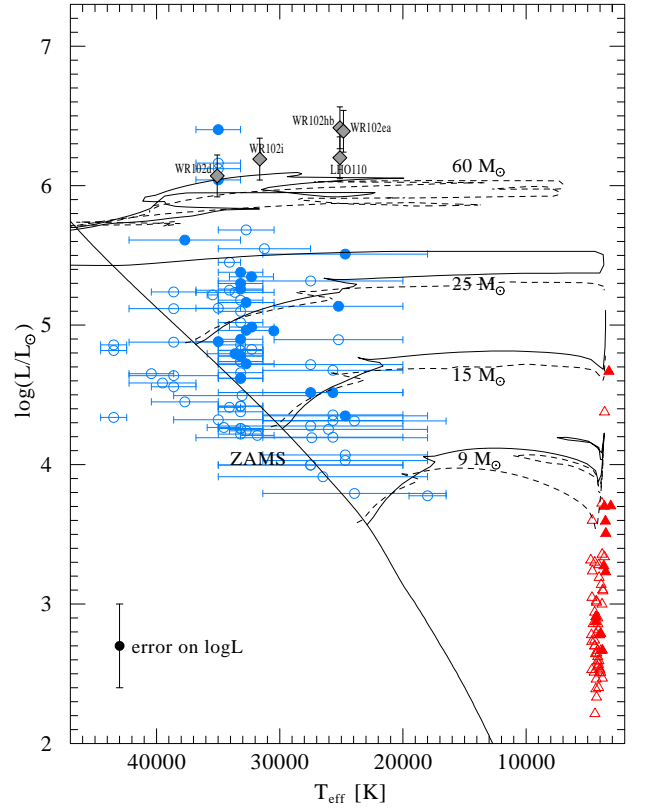 7
WR102hb
WR102ea
WR102i
LHO110
WR102d
60 M⊙
6
25 M⊙
log(L/L⊙)
5
15 M⊙
ZAMS
9 M⊙
4
3
error on logL
2
40000
30000
20000
10000
T_eff [K]